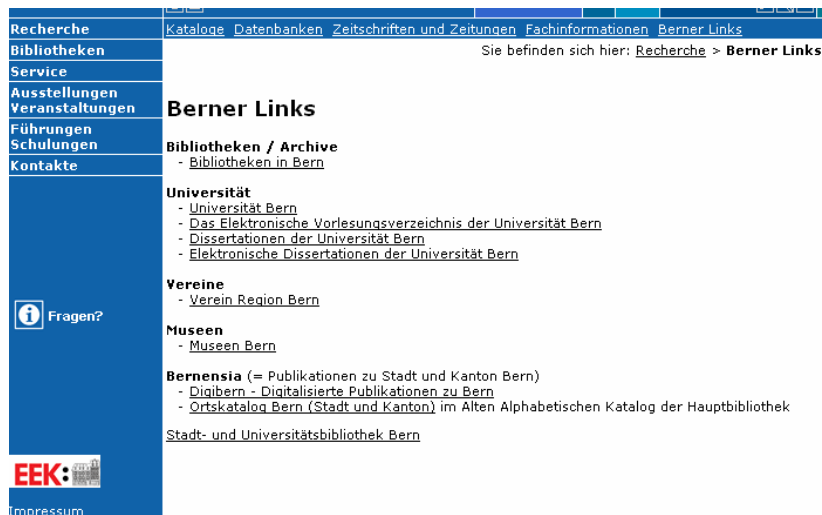 Recherche
Bibliotheken
Service
Ausstellungen
Veranstaltungen
Führungen
Schulungen
Kontakte
Fragen?
EEK:
Impressum
Kataloge Datenbanken Zeitschriften und Zeitungen Fachinformationen Berner Links
Sie befinden sich hier: Recherche > Berner Links
Berner Links
Bibliotheken / Archive
- Bibliotheken in Bern
Universität
- Universität Bern
- Das Elektronische Vorlesungsverzeichnis der Universität Bern
- Dissertationen der Universität Bern
- Elektronische Dissertationen der Universität Bern
Vereine
- Verein Region Bern
Museen
- Museen Bern
Bernensia (= Publikationen zu Stadt und Kanton Bern)
- Digibern - Digitalisierte Publikationen zu Bern
- Ortskatalog Bern (Stadt und Kanton) im Alten Alphabetischen Katalog der Hauptbibliothek
Stadt- und Universitätsbibliothek Bern